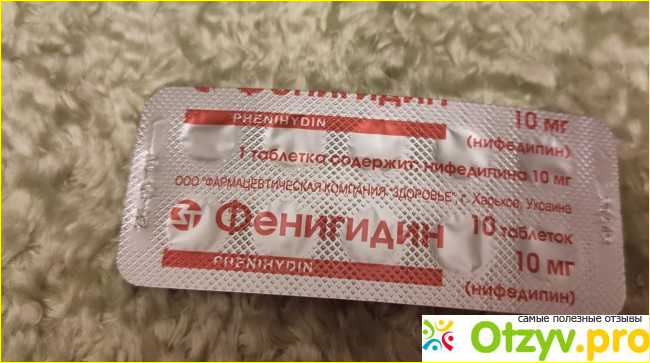 Фенигидин
PHENIHYDIN
10 мг
(нифедипин)
1 таблетка содержит: нифедипина 10 мг
ООО "ФАРМАЦЕВТИЧЕСКАЯ КОМПАНИЯ "ЗДОРОВЬЕ", г. Харьков, Украина
Фенигидин 10 таблеток
PHENIHYDIN
10 мг
(нифедипин)
самые полезные отзывы
Otzyv.pro